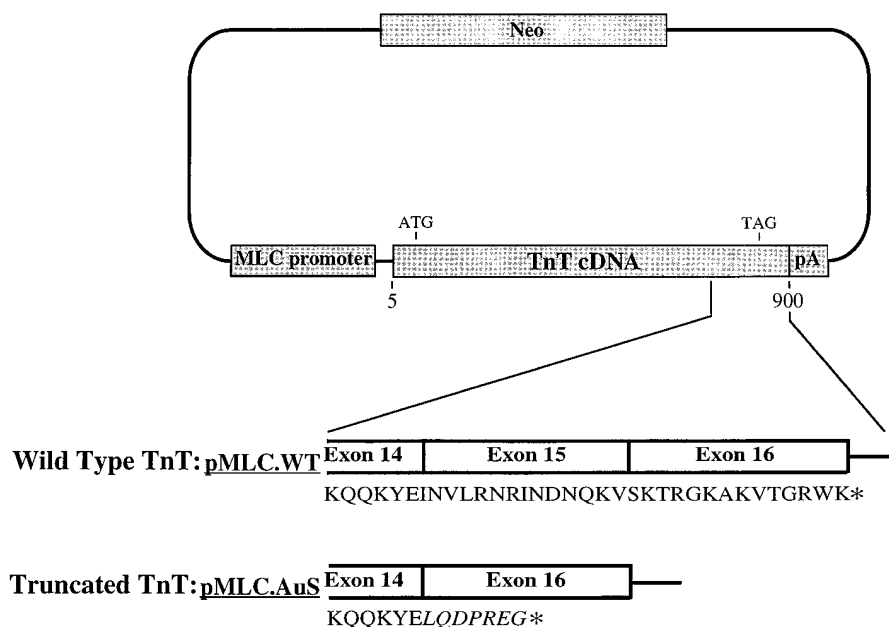 Neo
ATG TAG
MLC promoter TnT cDNA pA
5 900
Wild Type TnT: pMLC.WT Exon 14 Exon 15 Exon 16
KQQKYEINVLRNRINDNQKVSKTRGKAKVTGRWK*
Truncated TnT: pMLC.AuS Exon 14 Exon 16
KQQKYELQDPREG*